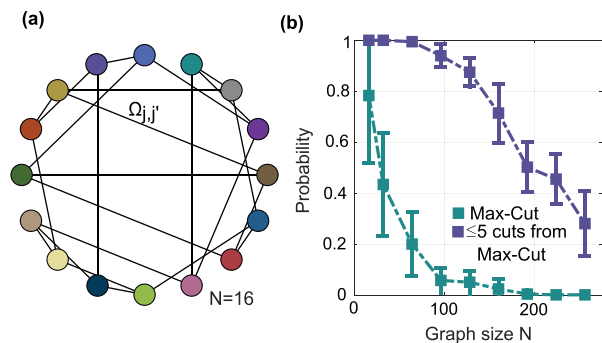 (a)
Ωj,j'
N=16
(b)
Probability
1
0.8
0.6
0.4
0.2
0
Max-Cut
≤5 cuts from
Max-Cut
0 100 200
Graph size N